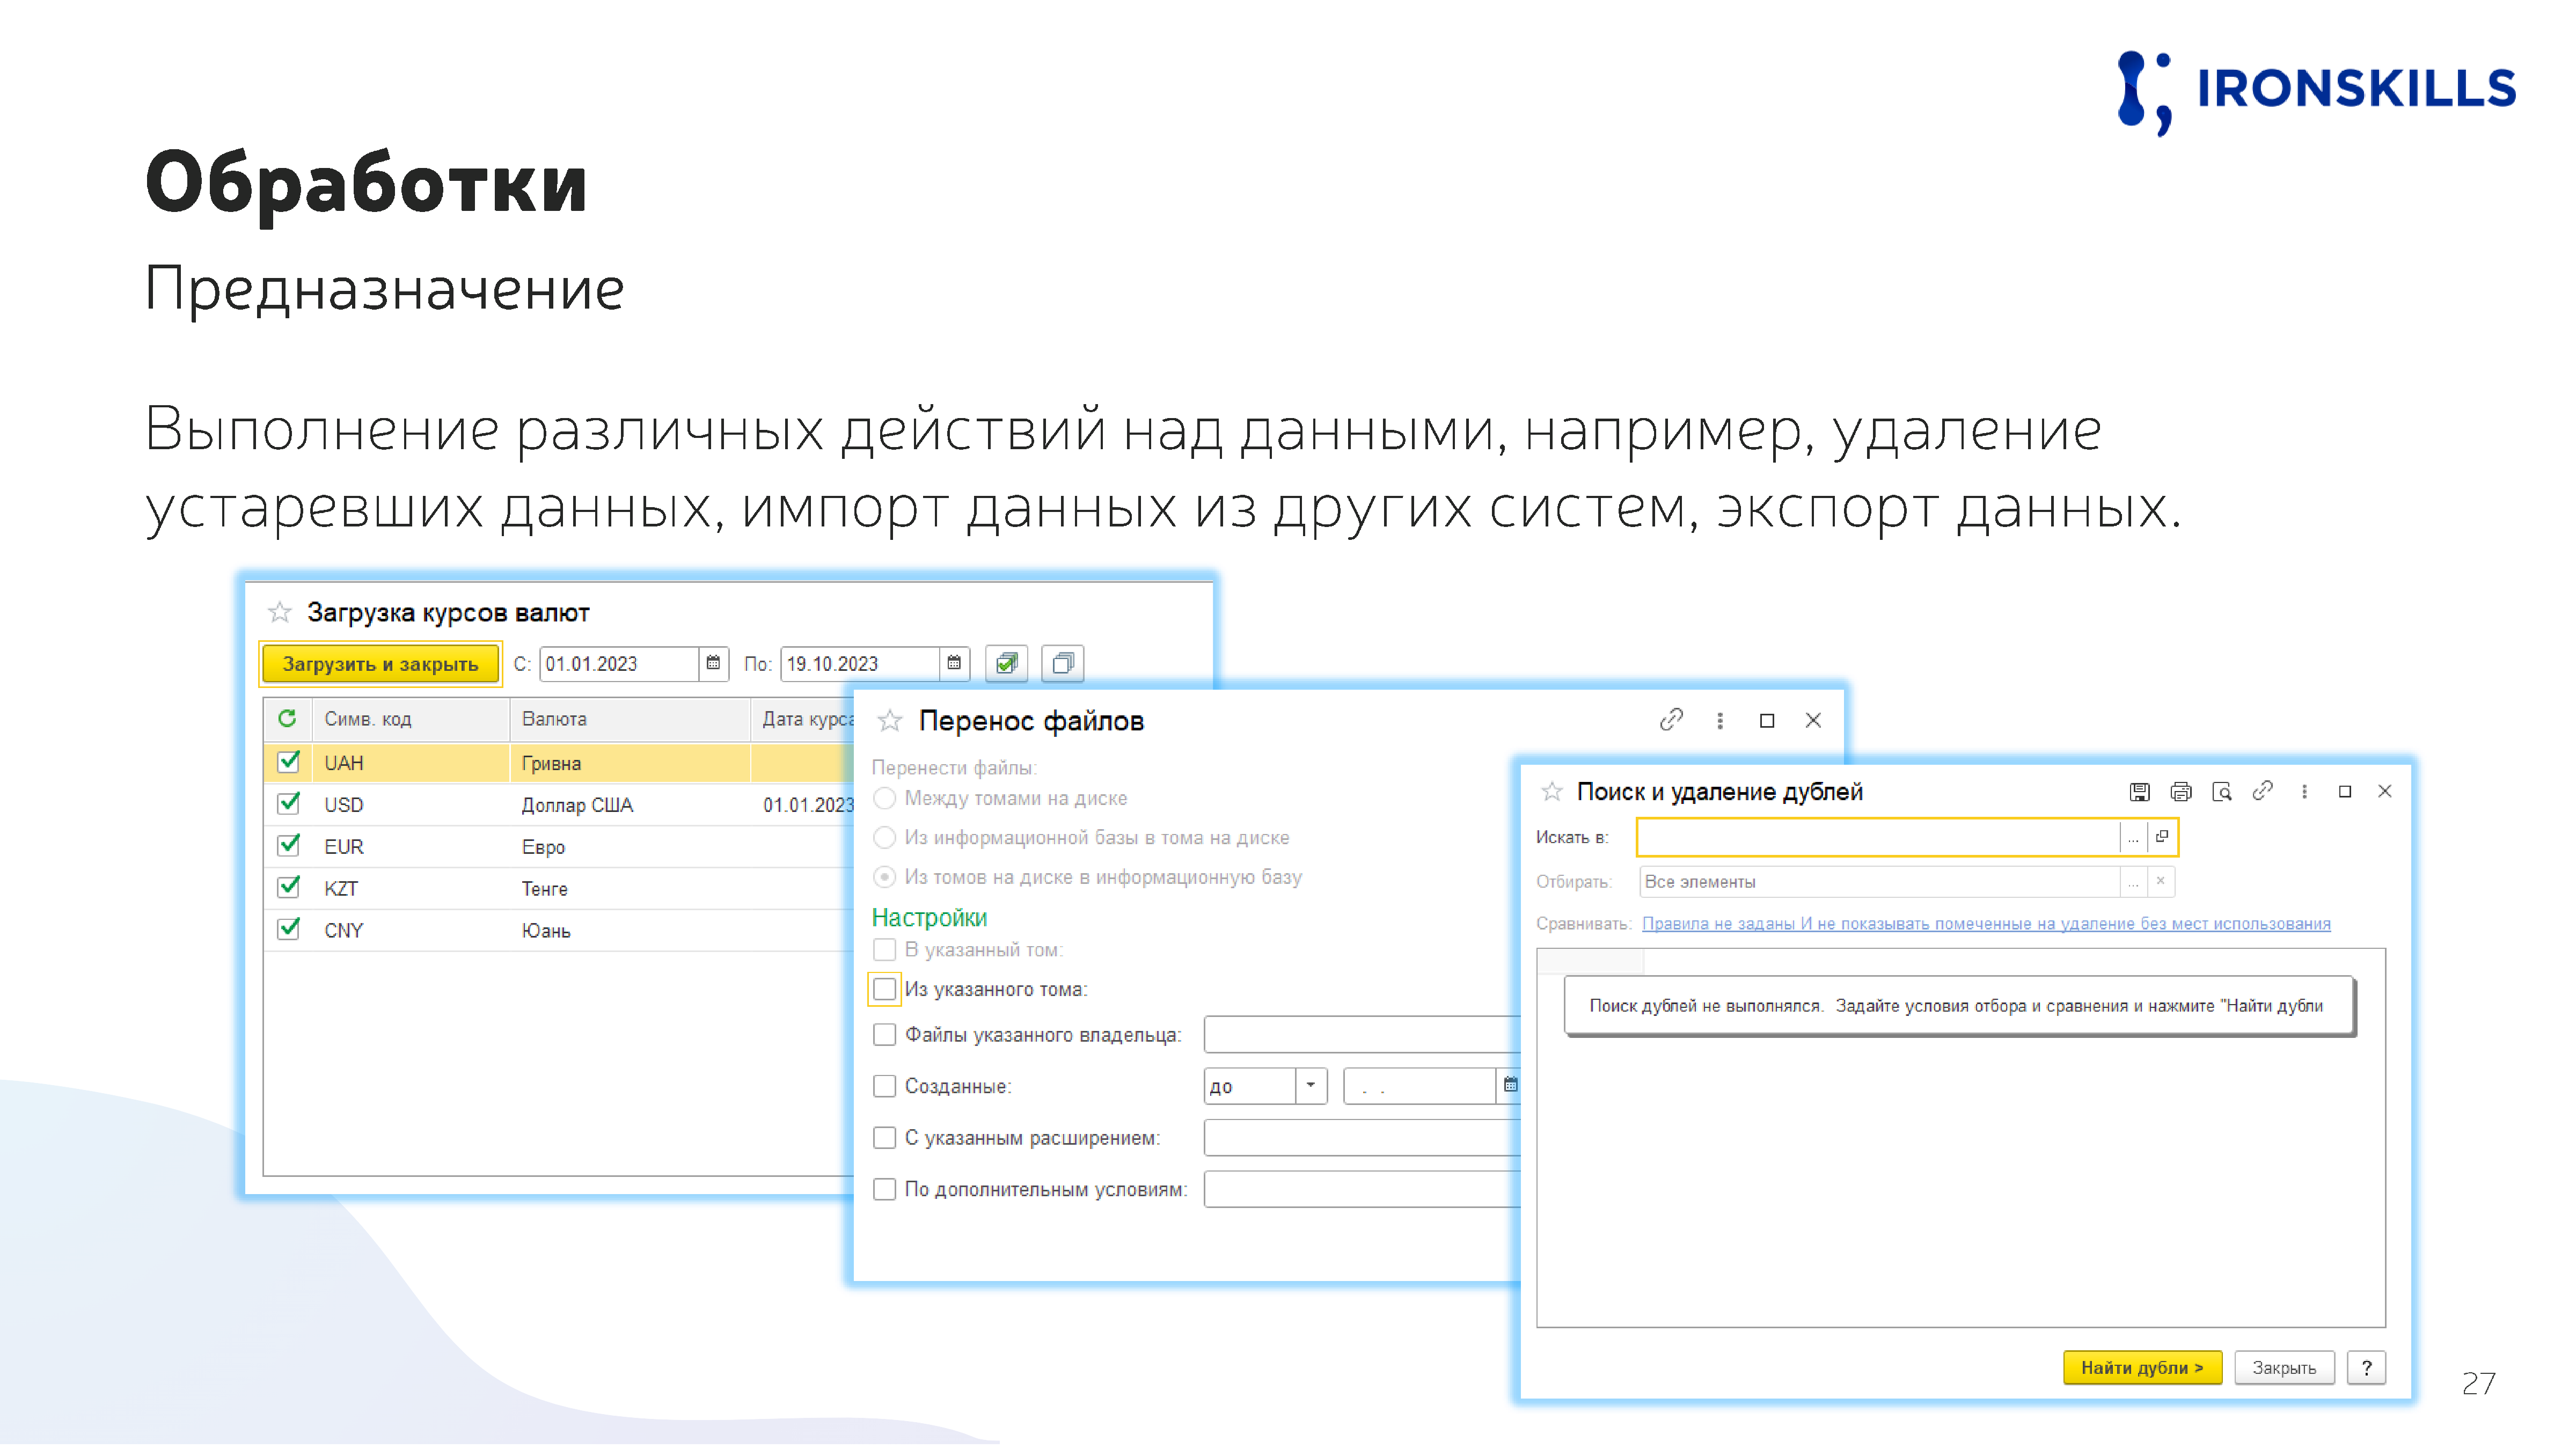 IRONSKILLS
Обработки
Предназначение
Выполнение различных действий над данными, например, удаление
устаревших данных, импорт данных из других систем, экспорт данных.
Загрузка курсов валют
Загрузить и закрыть С: 01.01.2023 По: 19.10.2023
Симв. код Валюта Дата курса
UAH Гривна
USD Доллар США 01.01.2023
EUR Евро
KZT Тенге
CNY Юань
Перенос файлов
Перенести файлы:
Между томами на диске
Из информационной базы в тома на диске
Из томов на диске в информационную базу
Настройки
В указанный том:
Из указанного тома:
Файлы указанного владельца:
Созданные: до . .
С указанным расширением:
По дополнительным условиям:
Поиск и удаление дублей
Искать в: ...
Отбирать: Все элементы ... ×
Сравнивать: Правила не заданы И не показывать помеченные на удаление без мест использования
Поиск дублей не выполнялся. Задайте условия отбора и сравнения и нажмите "Найти дубли
Найти дубли > Закрыть ?
27